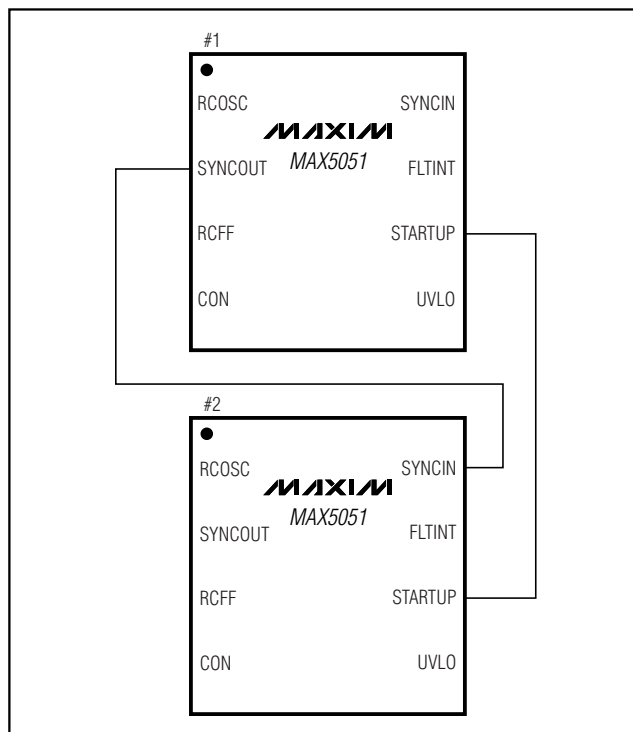 #1
RCOSC SYNCIN
MAXIM
SYNCOUT MAX5051 FLTINT
RCFF STARTUP
CON UVLO
#2
RCOSC SYNCIN
MAXIM
MAX5051
SYNCOUT FLTINT
RCFF STARTUP
CON UVLO